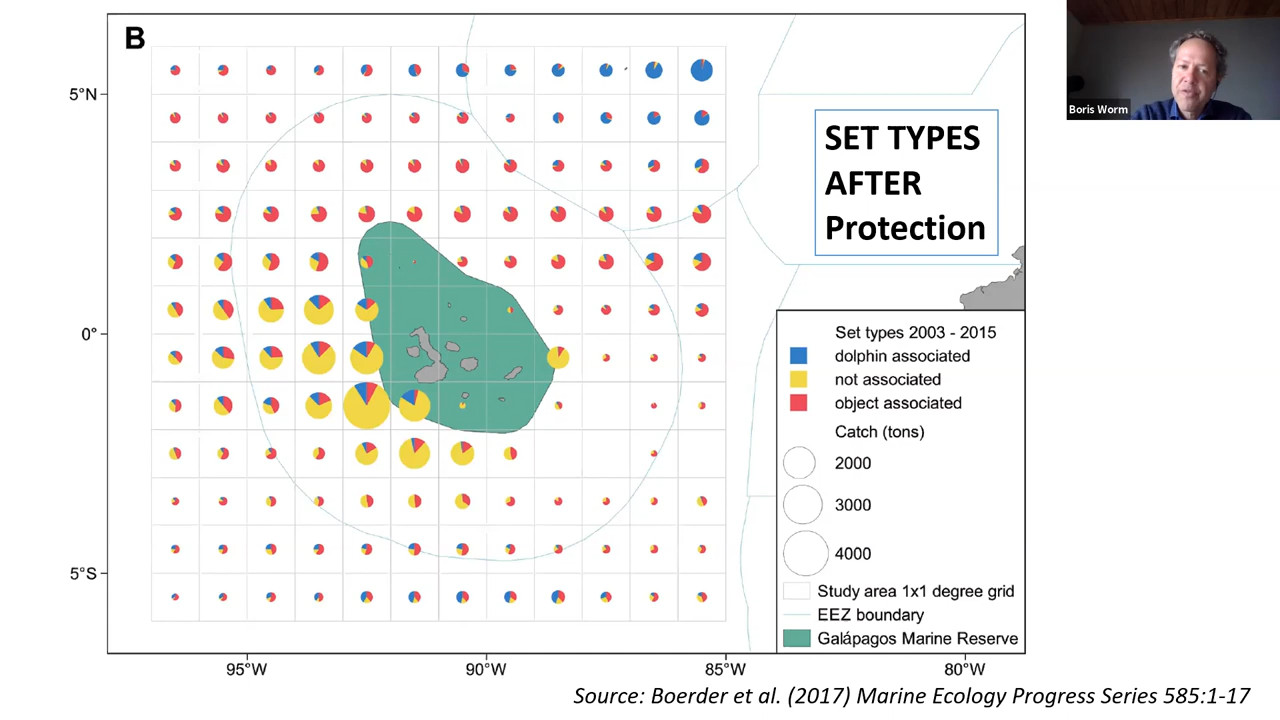 B
5°N
0°
5°S
95°W
90°W
85°W
80°W
SET TYPES
AFTER
Protection
Set types 2003 - 2015
dolphin associated
not associated
object associated
Catch (tons)
2000
3000
4000
Study area 1x1 degree grid
EEZ boundary
Galápagos Marine Reserve
Boris Worm
Source: Boerder et al. (2017) Marine Ecology Progress Series 585:1-17